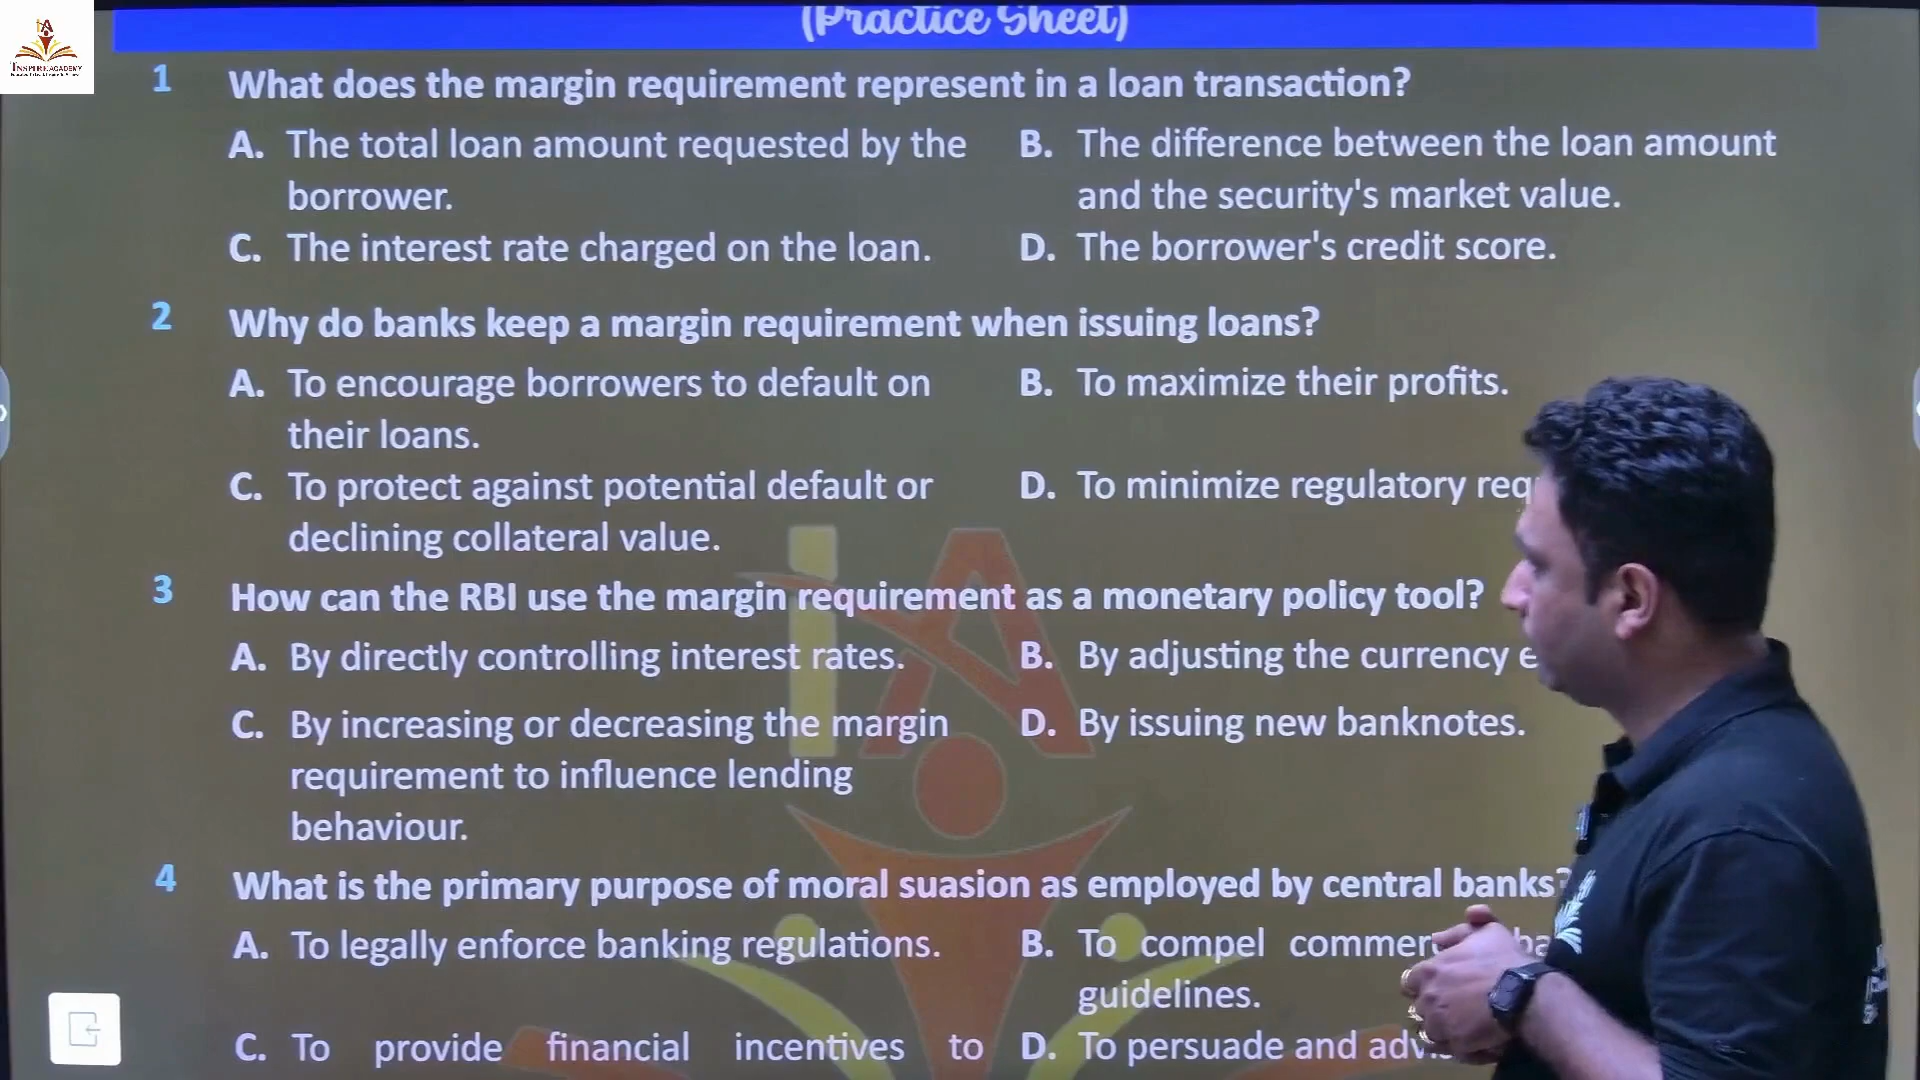 INSPIRE ACADEMY
(Practice Sheet)
1 What does the margin requirement represent in a loan transaction?
A. The total loan amount requested by the B. The difference between the loan amount
borrower. and the security's market value.
C. The interest rate charged on the loan. D. The borrower's credit score.
2 Why do banks keep a margin requirement when issuing loans?
A. To encourage borrowers to default on B. To maximize their profits.
their loans.
C. To protect against potential default or D. To minimize regulatory
declining collateral value.
3 How can the RBI use the margin requirement as a monetary policy tool?
A. By directly controlling interest rates. B. By adjusting the currency
C. By increasing or decreasing the margin D. By issuing new banknotes.
requirement to influence lending
behaviour.
4 What is the primary purpose of moral suasion as employed by central banks?
A. To legally enforce banking regulations. B. To compel
guidelines.
C. To provide financial incentives to D. To persuade and